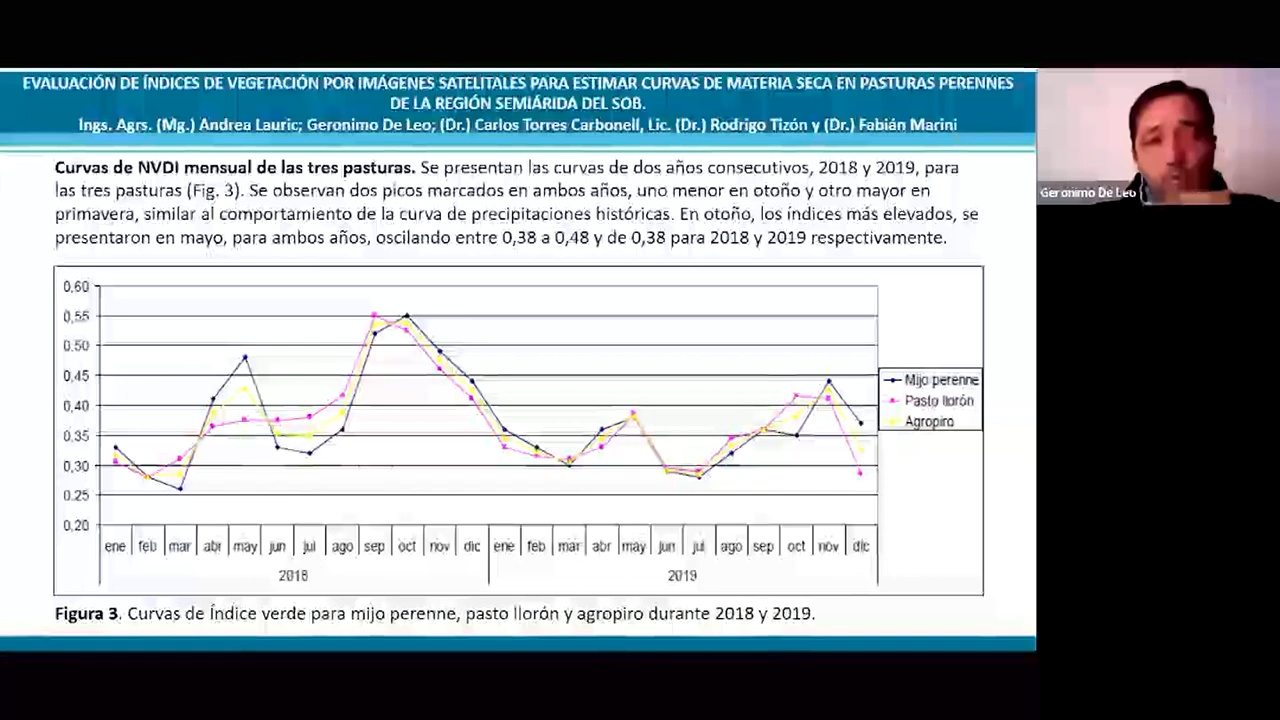 EVALUACIÓN DE ÍNDICES DE VEGETACIÓN POR IMÁGENES SATELITALES PARA ESTIMAR CURVAS DE MATERIA SECA EN PASTURAS PERENNES
DE LA REGIÓN SEMIÁRIDA DEL SOB.
Ings. Agrs. (Mg.) Andrea Lauric; Geronimo De Leo; (Dr.) Carlos Torres Carbonell, Lic. (Dr.) Rodrigo Tizón y (Dr.) Fabián Marini
Geronimo De Leo
Curvas de NVDI mensual de las tres pasturas. Se presentan las curvas de dos años consecutivos, 2018 y 2019, para
las tres pasturas (Fig. 3). Se observan dos picos marcados en ambos años, uno menor en otoño y otro mayor en
primavera, similar al comportamiento de la curva de precipitaciones históricas. En otoño, los índices más elevados, se
presentaron en mayo, para ambos años, oscilando entre 0,38 a 0,48 y de 0,38 para 2018 y 2019 respectivamente.
0,60
0,55
0,50
0,45
0,40
0,35
0,30
0,25
0,20
Mijo perenne
Pasto llorón
Agropiro
ene feb mar abr may jun jul ago sep oct nov dic ene feb mar abr may jun jul ago sep oct nov dic
2018 2019
Figura 3. Curvas de Índice verde para mijo perenne, pasto llorón y agropiro durante 2018 y 2019.